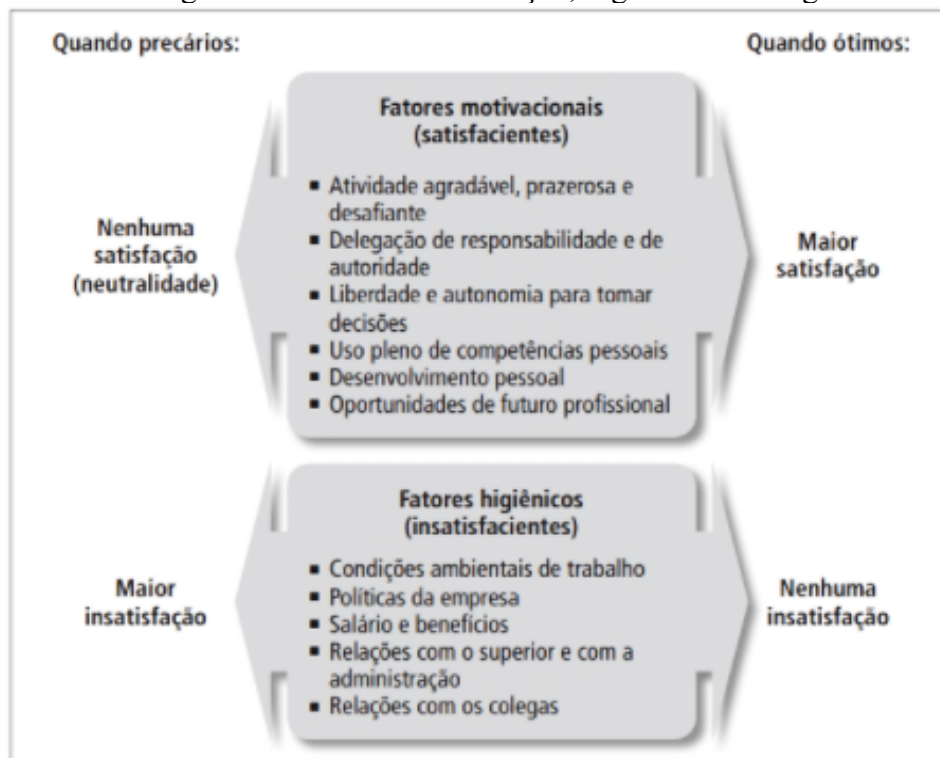 Quando precários:
Quando ótimos:
Fatores motivacionais
(satisfacientes)
▪ Atividade agradável, prazerosa e
desafiante
▪ Delegação de responsabilidade e de
autoridade
▪ Liberdade e autonomia para tomar
decisões
▪ Uso pleno de competências pessoais
▪ Desenvolvimento pessoal
▪ Oportunidades de futuro profissional
Nenhuma
satisfação
(neutralidade)
Maior
satisfação
Fatores higiênicos
(insatisfacientes)
▪ Condições ambientais de trabalho
▪ Políticas da empresa
▪ Salário e benefícios
▪ Relações com o superior e com a
administração
▪ Relações com os colegas
Maior
insatisfação
Nenhuma
insatisfação